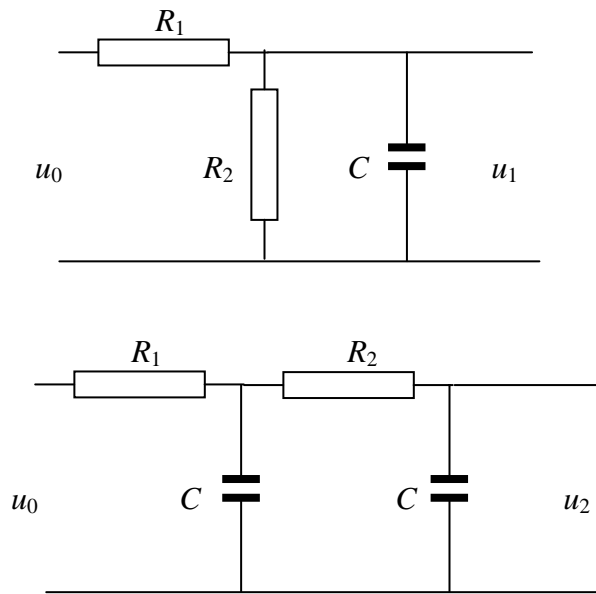 R₁
u₀ R₂ C u₁
R₁ R₂
u₀ C C u₂